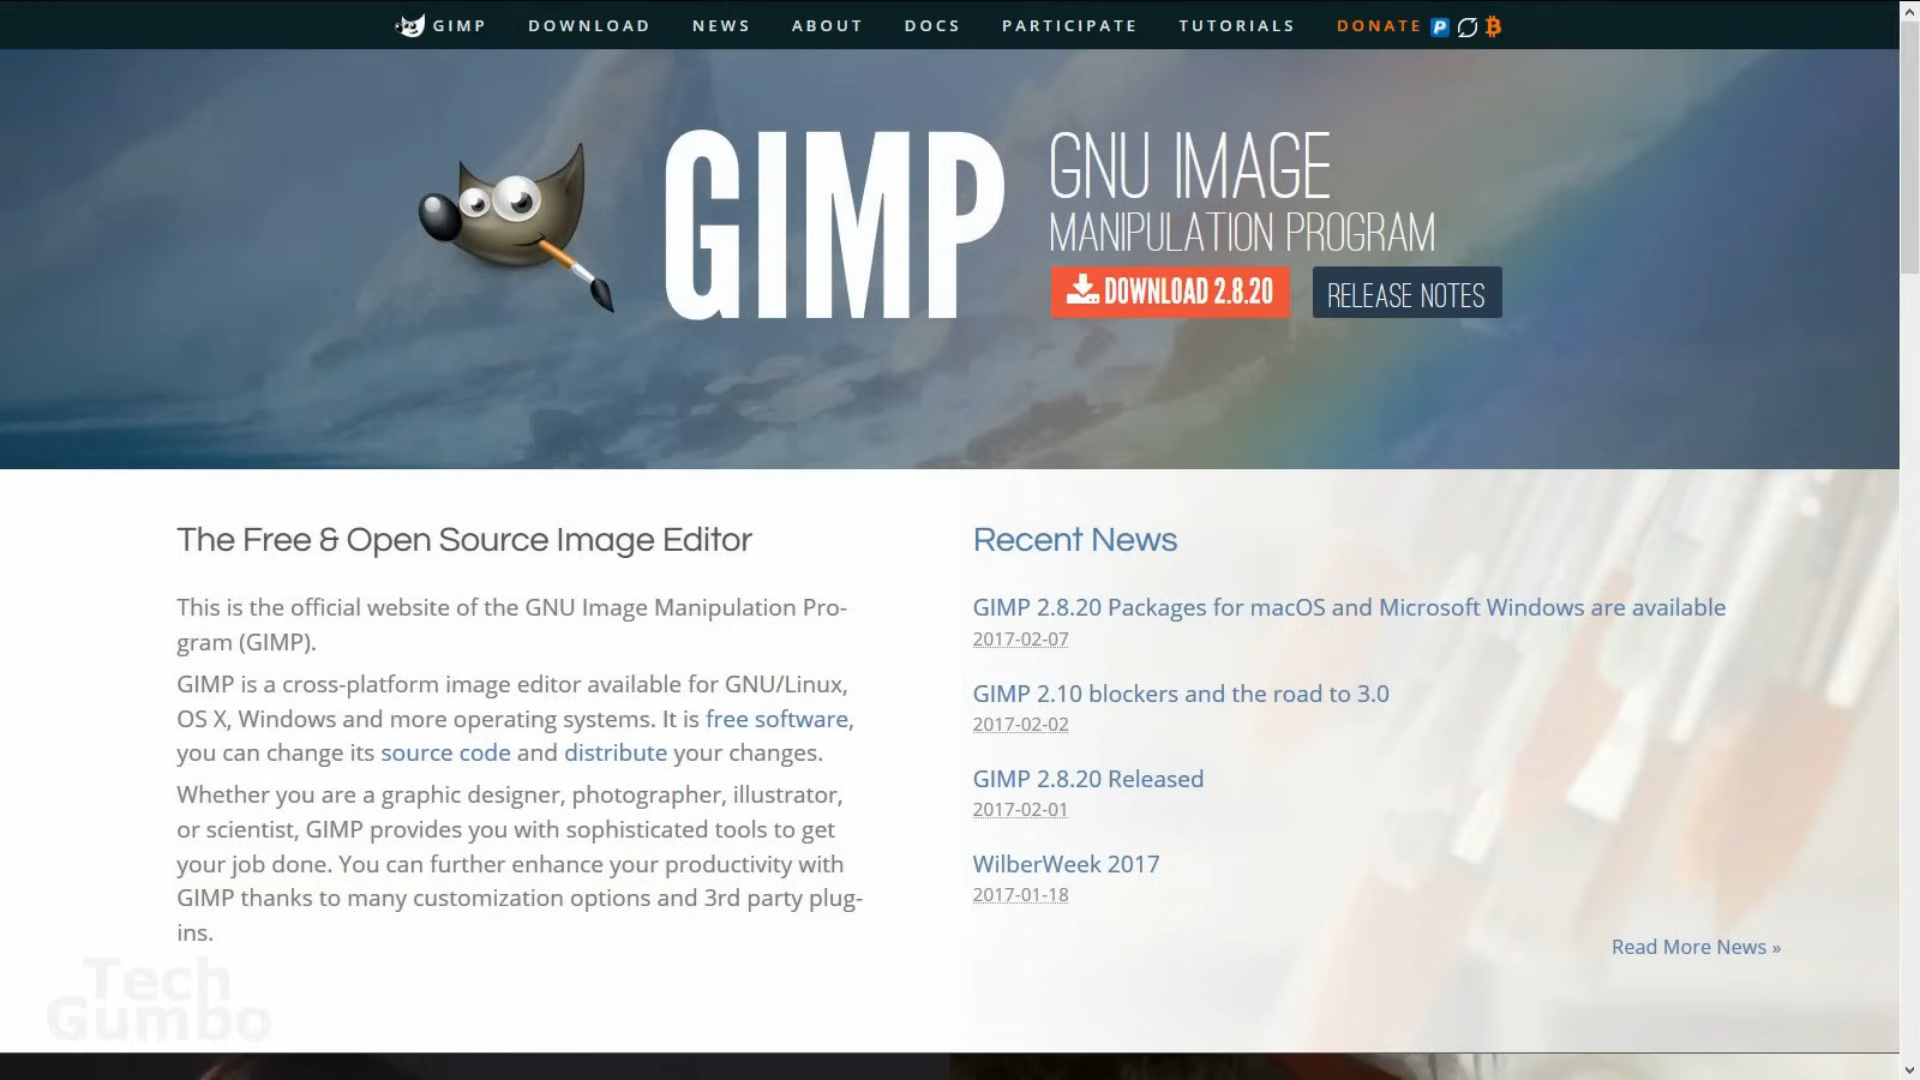 GIMP DOWNLOAD NEWS ABOUT DOCS PARTICIPATE TUTORIALS DONATE
GIMP
GNU IMAGE
MANIPULATION PROGRAM
DOWNLOAD 2.8.20 RELEASE NOTES
The Free & Open Source Image Editor
This is the official website of the GNU Image Manipulation Pro-
gram (GIMP).
GIMP is a cross-platform image editor available for GNU/Linux,
OS X, Windows and more operating systems. It is free software,
you can change its source code and distribute your changes.
Whether you are a graphic designer, photographer, illustrator,
or scientist, GIMP provides you with sophisticated tools to get
your job done. You can further enhance your productivity with
GIMP thanks to many customization options and 3rd party plug-
ins.
Recent News
GIMP 2.8.20 Packages for macOS and Microsoft Windows are available
2017-02-07
GIMP 2.10 blockers and the road to 3.0
2017-02-02
GIMP 2.8.20 Released
2017-02-01
WilberWeek 2017
2017-01-18
Read More News »
Tech
Gumbo